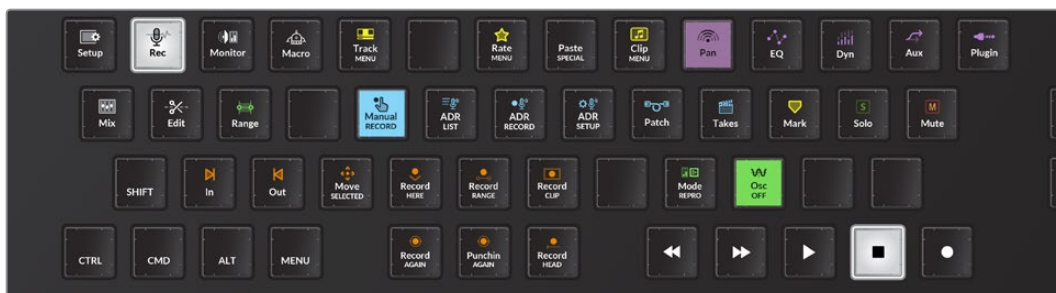 Setup
Rec
Monitor
Macro
Track
MENU
Rate
MENU
Paste
SPECIAL
Clip
MENU
Pan
EQ
Dyn
Aux
Plugin
Mix
Edit
Range
Manual
RECORD
ADR
LIST
ADR
RECORD
ADR
SETUP
Patch
Takes
Mark
S
Solo
M
Mute
SHIFT
In
Out
Move
SELECTED
Record
HERE
Record
RANGE
Record
CLIP
Mode
REPRO
Osc
OFF
CTRL
CMD
ALT
MENU
Record
AGAIN
Punchin
AGAIN
Record
HEAD